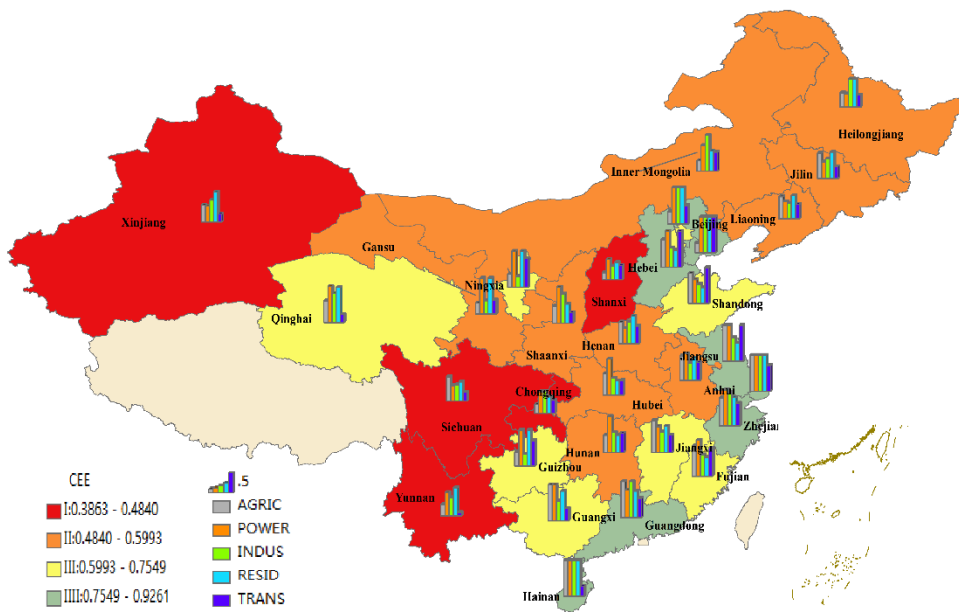 Heilongjiang
Inner Mongolia
Jilin
Xinjiang
Liaoning
Beijing
Gansu
Hebei
Ningxia
Shanxi
Shandong
Qinghai
Henan
Shaanxi
Jiangsu
Chongqing
Anhui
Hubei
Sichuan
Zhejian
Hunan
Jiangxi
Guizhou
Fujian
Yunnan
Guangxi
Guangdong
Hainan
CEE
I:0.3863 - 0.4840
II:0.4840 - 0.5993
III:0.5993 - 0.7549
IIII:0.7549 - 0.9261
.5
AGRIC
POWER
INDUS
RESID
TRANS